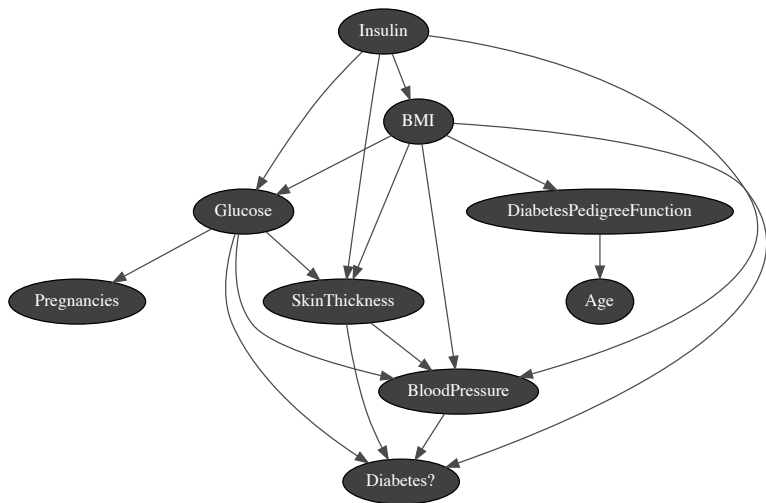 Insulin
BMI
Glucose
DiabetesPedigreeFunction
Pregnancies
SkinThickness
Age
BloodPressure
Diabetes?